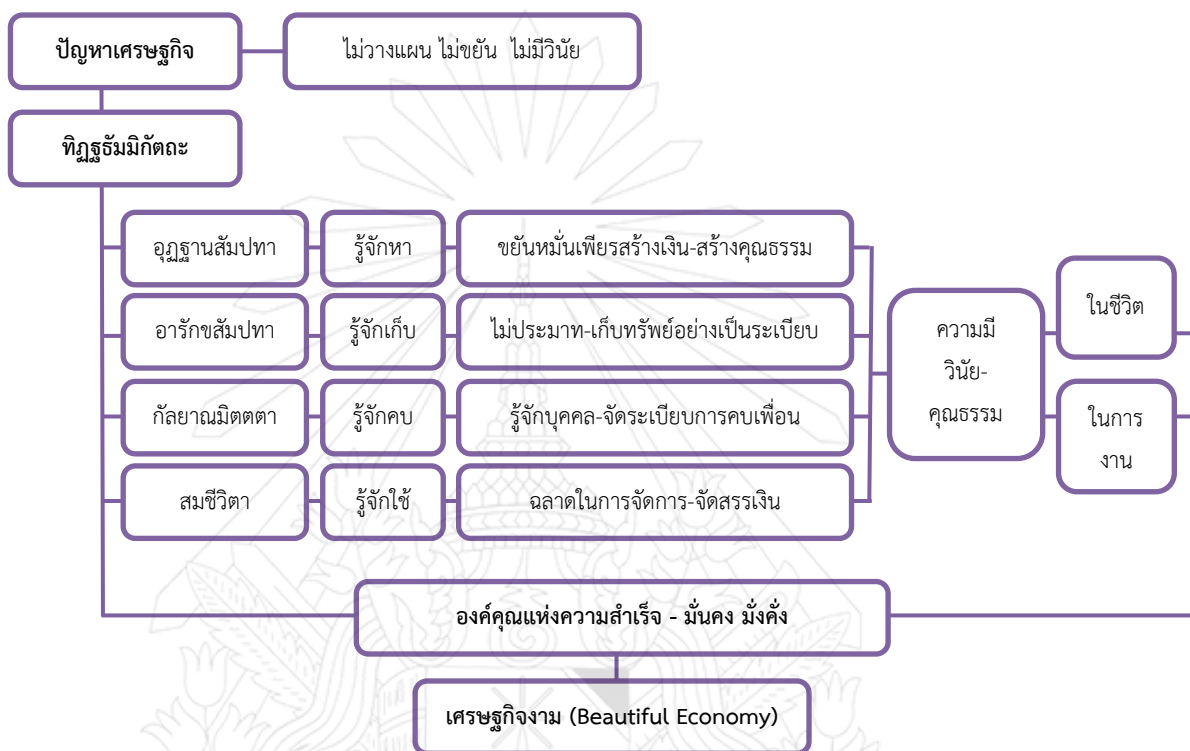 ปัญหาเศรษฐกิจ
ไม่วางแผน ไม่ขยัน ไม่มีวินัย
ทิฏฐธัมมิกัตถะ
อุฏฐานสัมปทา
รู้จักหา
ขยันหมั่นเพียรสร้างเงิน-สร้างคุณธรรม
อารักขสัมปทา
รู้จักเก็บ
ไม่ประมาท-เก็บทรัพย์อย่างเป็นระเบียบ
กัลยาณมิตตตา
รู้จักคบ
รู้จักบุคคล-จัดระเบียบการคบเพื่อน
สมชีวิตา
รู้จักใช้
ฉลาดในการจัดการ-จัดสรรเงิน
ความมี
วินัย-
คุณธรรม
ในชีวิต
ในการ
งาน
องค์คุณแห่งความสำเร็จ - มั่นคง มั่งคั่ง
เศรษฐกิจงาม (Beautiful Economy)